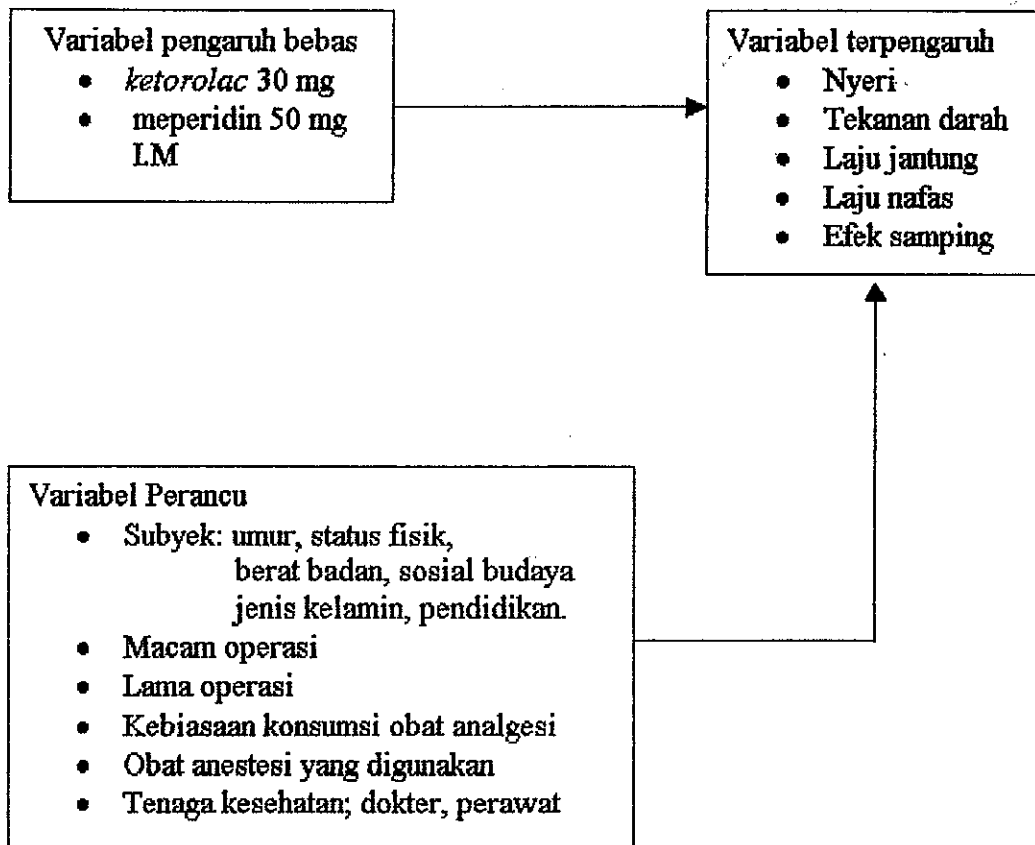 Variabel pengaruh bebas
• ketorolac 30 mg
• meperidin 50 mg
I.M
Variabel terpengaruh
• Nyeri
• Tekanan darah
• Laju jantung
• Laju nafas
• Efek samping
Variabel Perancu
• Subyek: umur, status fisik,
berat badan, sosial budaya
jenis kelamin, pendidikan.
• Macam operasi
• Lama operasi
• Kebiasaan konsumsi obat analgesi
• Obat anestesi yang digunakan
• Tenaga kesehatan; dokter, perawat